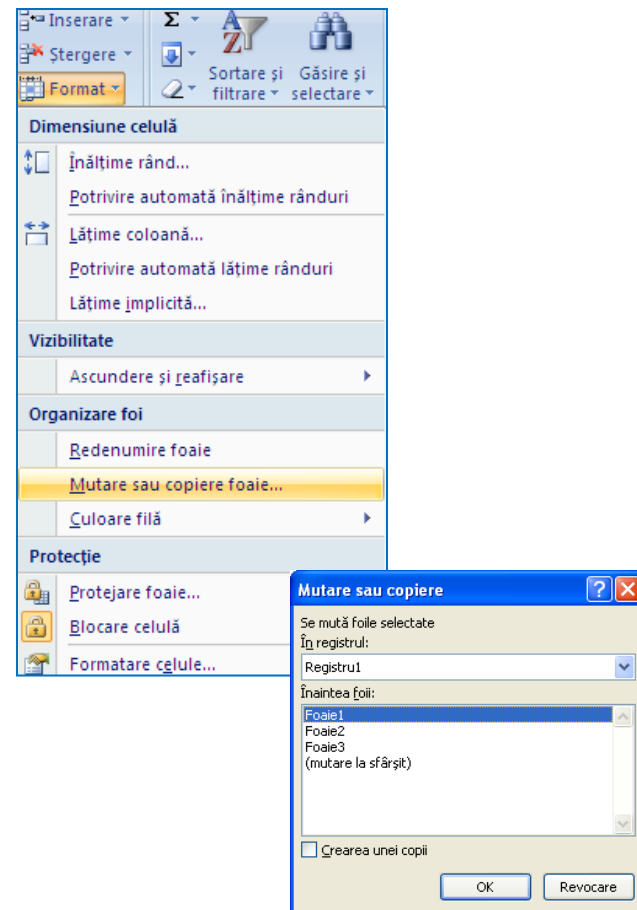 Inserare
Ștergere
Format
Σ
A
Z
Sortare și
filtrare
Găsire și
selectare
Dimensiune celulă
Înălțime rând...
Potrivire automată înălțime rânduri
Lățime coloană...
Potrivire automată lățime rânduri
Lățime implicită...
Vizibilitate
Ascundere și reafișare
Organizare foi
Redenumire foaie
Mutare sau copiere foaie...
Culoare filă
Protecție
Protejare foaie...
Blocare celulă
Formatare celule...
Mutare sau copiere
Se mută foile selectate
În registrul:
Registru1
Înaintea foii:
Foaie1
Foaie2
Foaie3
(mutare la sfârșit)
Crearea unei copii
OK
Revocare